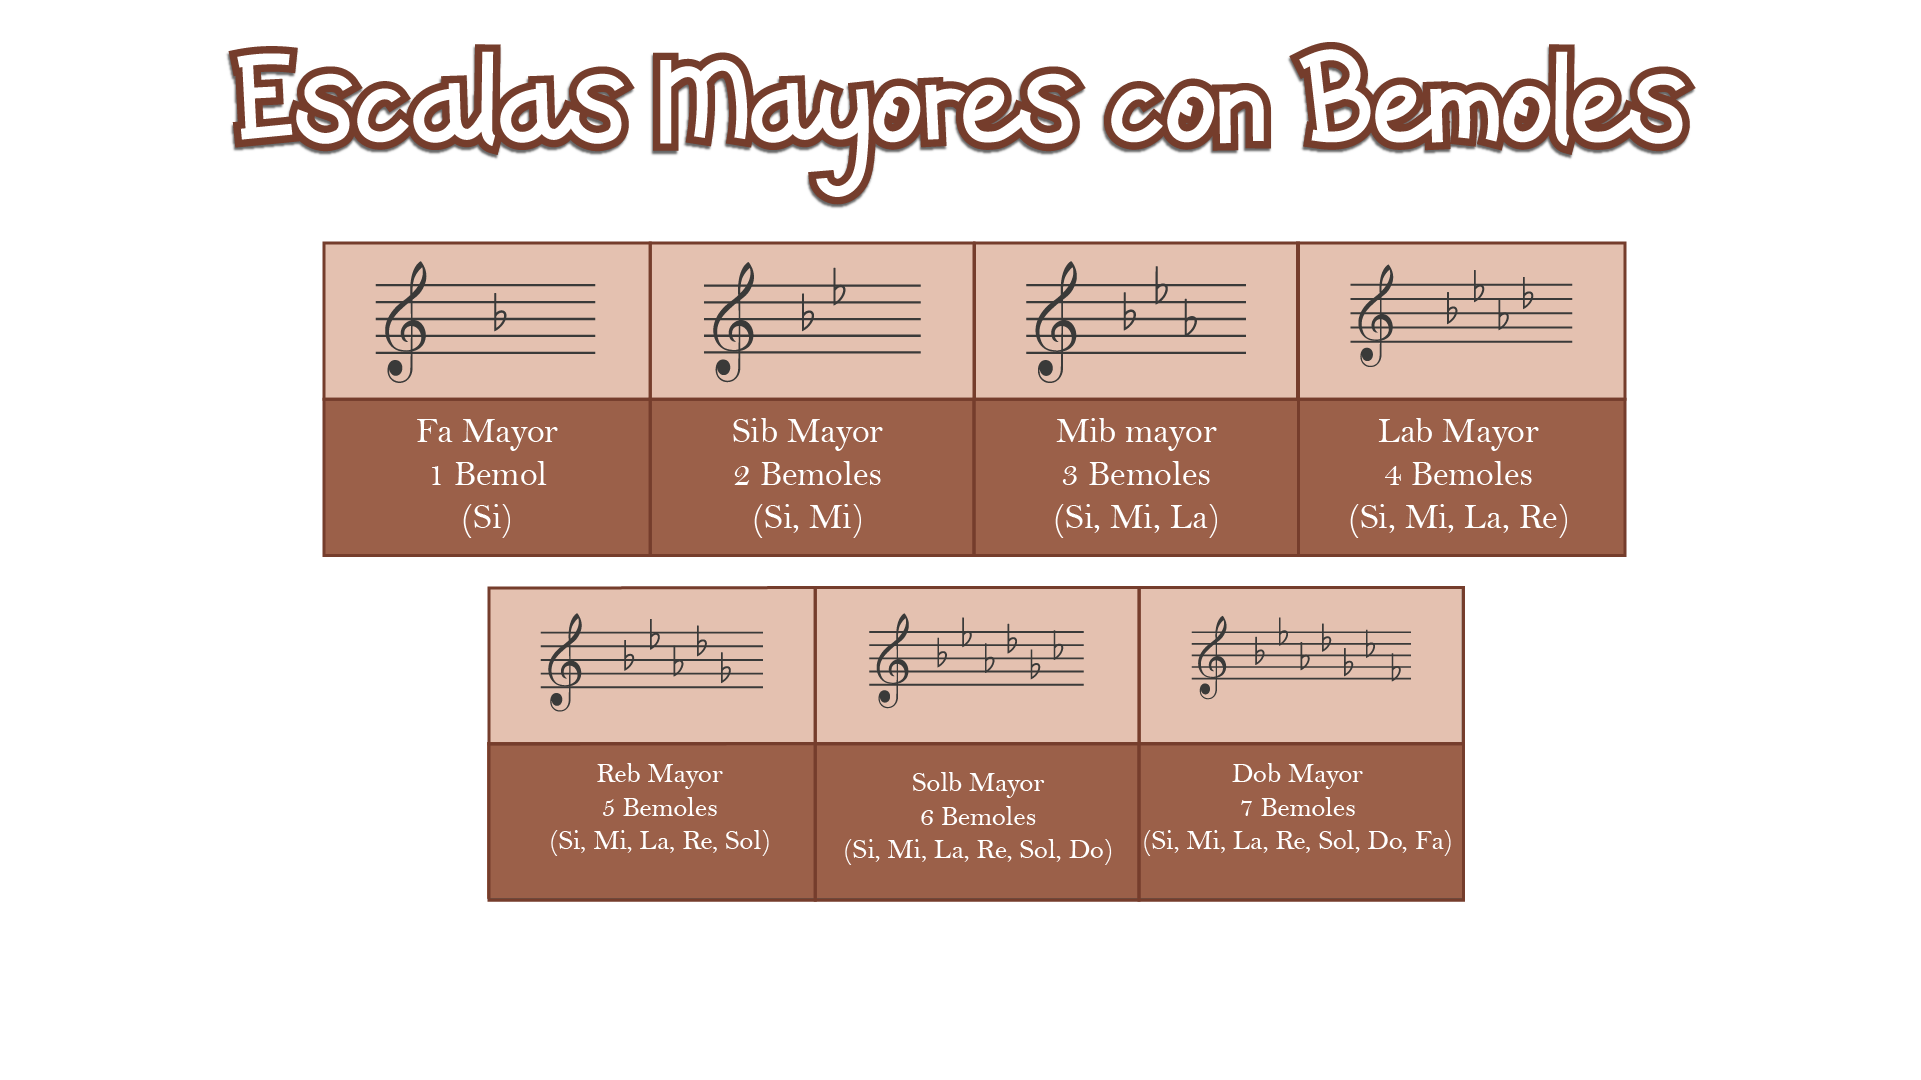 Escalas Mayores con Bemoles
Fa Mayor
1 Bemol
(Si)
Sib Mayor
2 Bemoles
(Si, Mi)
Mib mayor
3 Bemoles
(Si, Mi, La)
Lab Mayor
4 Bemoles
(Si, Mi, La, Re)
Reb Mayor
5 Bemoles
(Si, Mi, La, Re, Sol)
Solb Mayor
6 Bemoles
(Si, Mi, La, Re, Sol, Do)
Dob Mayor
7 Bemoles
(Si, Mi, La, Re, Sol, Do, Fa)